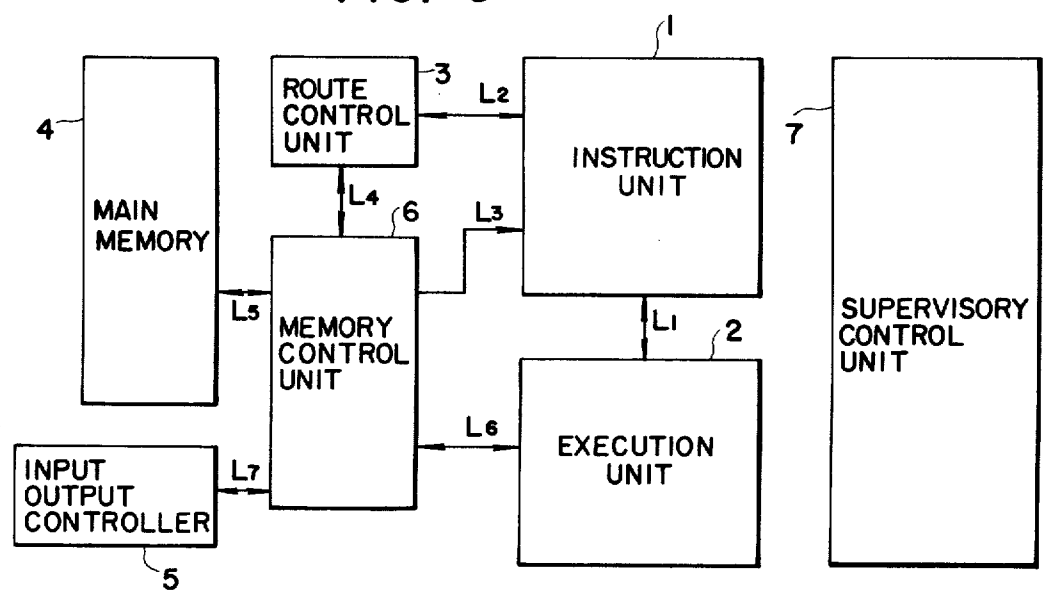 1
3
ROUTE
CONTROL
UNIT
L2
4
7
INSTRUCTION
UNIT
L4
MAIN
MEMORY
6
L3
L5
MEMORY
CONTROL
UNIT
L1
2
SUPERVISORY
CONTROL
UNIT
L6
EXECUTION
UNIT
INPUT
OUTPUT
CONTROLLER
L7
5